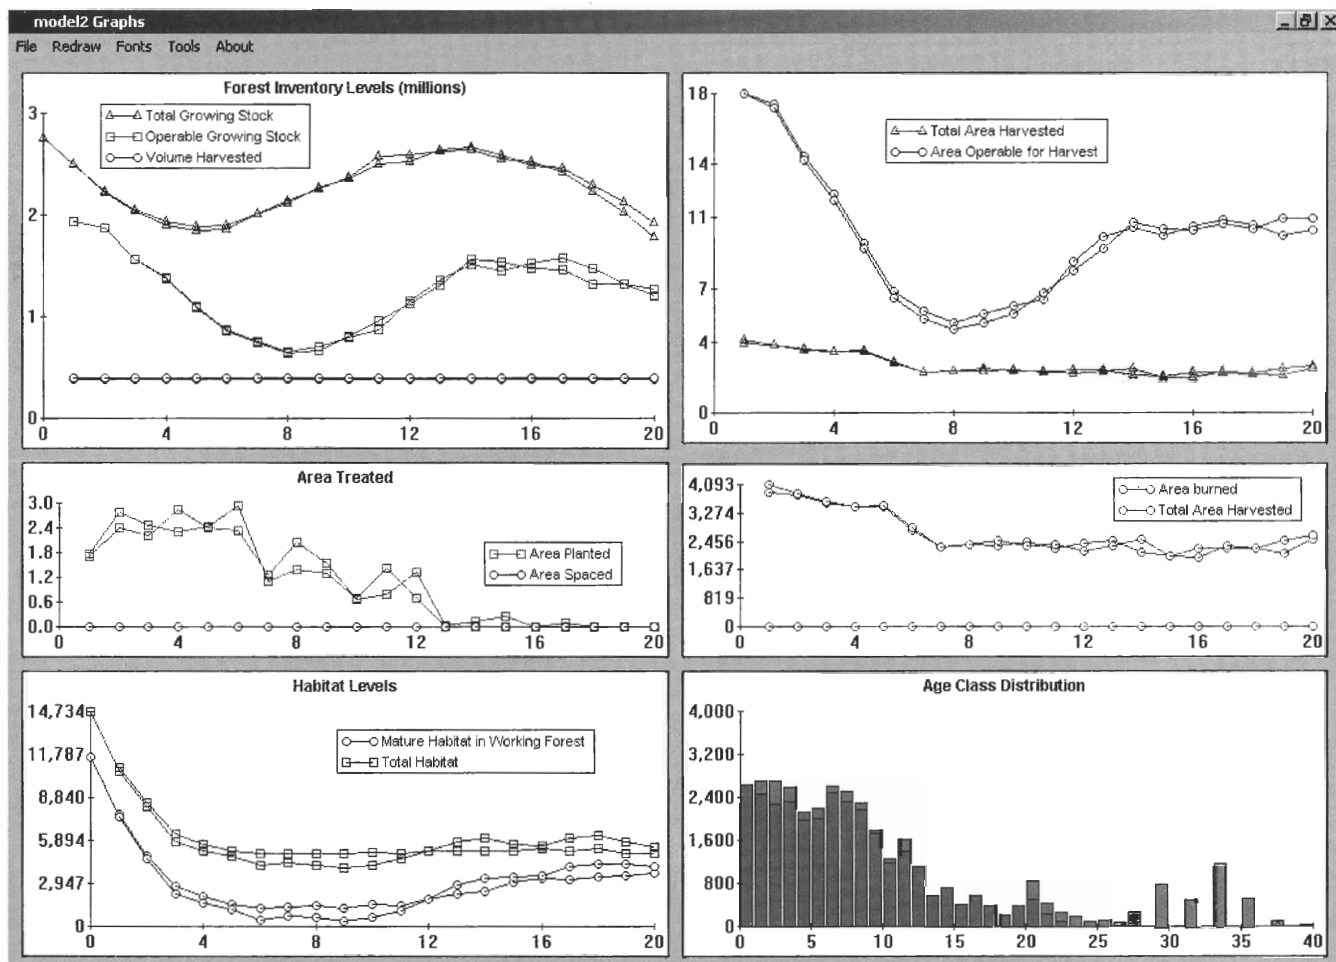 model2 Graphs
File Redraw Fonts Tools About
Forest Inventory Levels (millions)
Total Growing Stock
Operable Growing Stock
Volume Harvested
3
2
1
0
0 4 8 12 16 20
Total Area Harvested
Area Operable for Harvest
18
14
11
7
4
0
0 4 8 12 16 20
Area Treated
Area Planted
Area Spaced
3.0
2.4
1.8
1.2
0.6
0.0
0 4 8 12 16 20
Area burned
Total Area Harvested
4,093
3,274
2,456
1,637
819
0
0 4 8 12 16 20
Habitat Levels
Mature Habitat in Working Forest
Total Habitat
14,734
11,787
8,840
5,894
2,947
0
0 4 8 12 16 20
Age Class Distribution
4,000
3,200
2,400
1,600
800
0
0 5 10 15 20 25 30 35 40